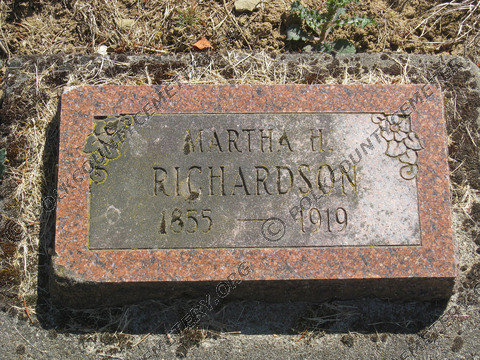 MARTHA H.
RICHARDSON
1855 — 1919